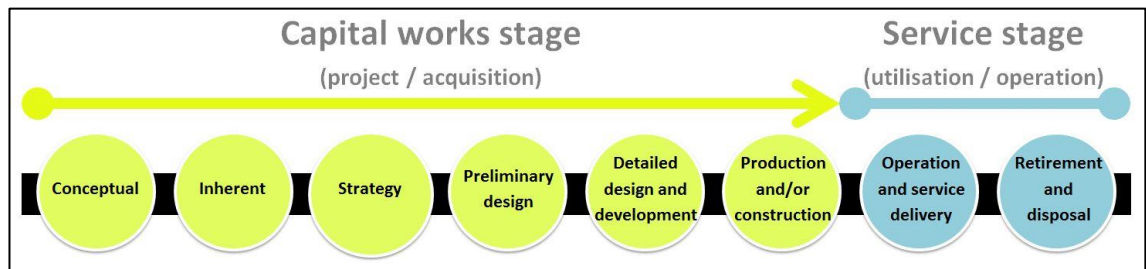 Capital works stage
Service stage
(project / acquisition)
(utilisation / operation)
Conceptual
Inherent
Strategy
Preliminary
design
Detailed
design and
development
Production
and/or
construction
Operation
and service
delivery
Retirement
and
disposal